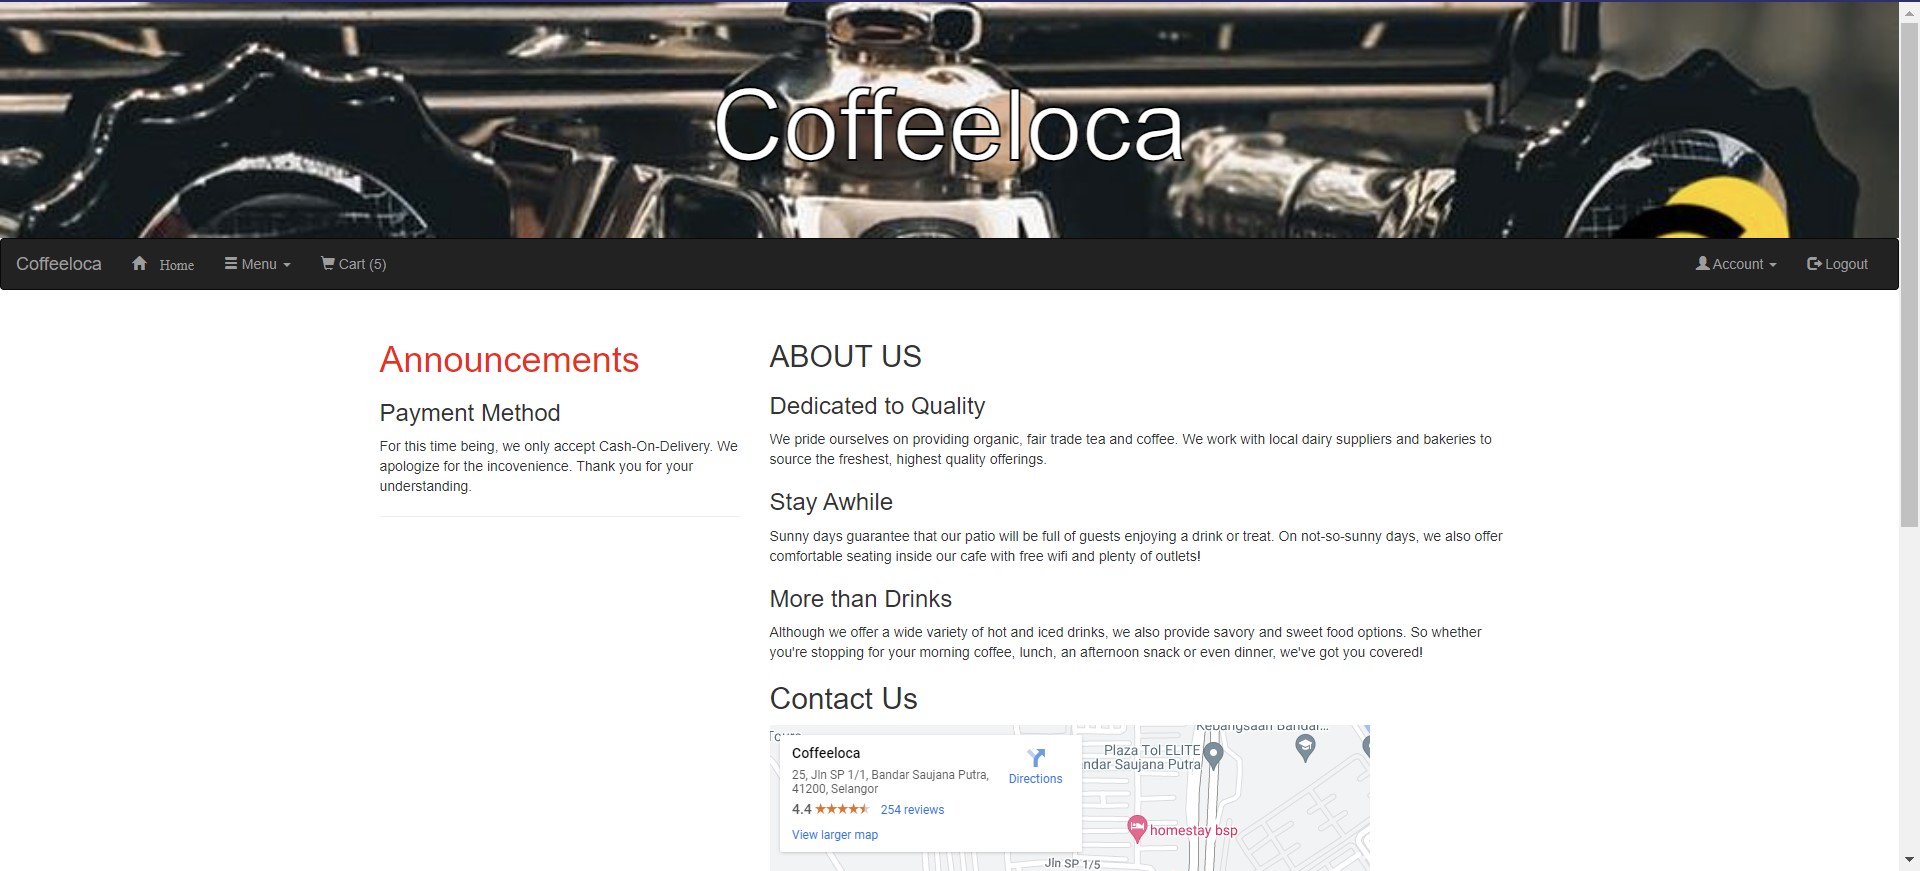 Coffeeloca
Coffeeloca Home Menu Cart (5) Account Logout
Announcements
Payment Method
For this time being, we only accept Cash-On-Delivery. We
apologize for the incovenience. Thank you for your
understanding.
ABOUT US
Dedicated to Quality
We pride ourselves on providing organic, fair trade tea and coffee. We work with local dairy suppliers and bakeries to
source the freshest, highest quality offerings.
Stay Awhile
Sunny days guarantee that our patio will be full of guests enjoying a drink or treat. On not-so-sunny days, we also offer
comfortable seating inside our cafe with free wifi and plenty of outlets!
More than Drinks
Although we offer a wide variety of hot and iced drinks, we also provide savory and sweet food options. So whether
you're stopping for your morning coffee, lunch, an afternoon snack or even dinner, we've got you covered!
Contact Us
Coffeeloca
25, Jln SP 1/1, Bandar Saujana Putra,
41200, Selangor
4.4 254 reviews
View larger map
Directions
Kebangsaan Bandar...
Plaza Tol ELITE
ndar Saujana Putra
homestay bsp
Jln SP 1/5